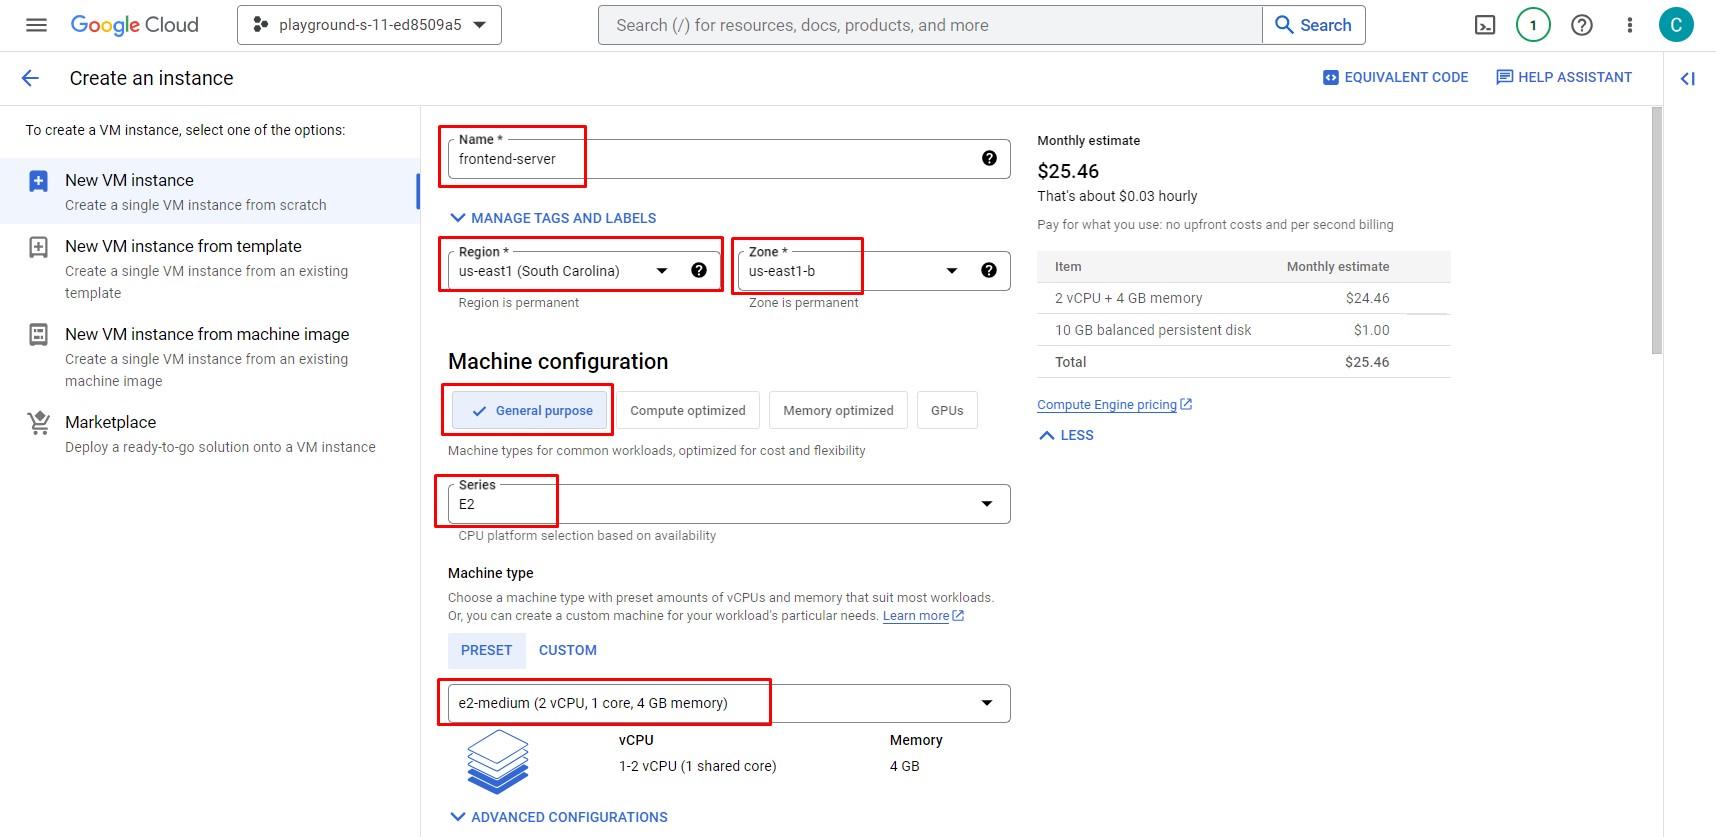 Google Cloud
playground-s-11-ed8509a5
Search (/) for resources, docs, products, and more
Search
1
C
Create an instance
EQUIVALENT CODE
HELP ASSISTANT
To create a VM instance, select one of the options:
New VM instance
Create a single VM instance from scratch
New VM instance from template
Create a single VM instance from an existing
template
New VM instance from machine image
Create a single VM instance from an existing
machine image
Marketplace
Deploy a ready-to-go solution onto a VM instance
Name *
frontend-server
MANAGE TAGS AND LABELS
Region *
us-east1 (South Carolina)
Region is permanent
Zone *
us-east1-b
Zone is permanent
Machine configuration
General purpose
Compute optimized
Memory optimized
GPUs
Machine types for common workloads, optimized for cost and flexibility
Series
E2
CPU platform selection based on availability
Machine type
Choose a machine type with preset amounts of vCPUs and memory that suit most workloads.
Or, you can create a custom machine for your workload's particular needs. Learn more
PRESET
CUSTOM
e2-medium (2 vCPU, 1 core, 4 GB memory)
vCPU
1-2 vCPU (1 shared core)
Memory
4 GB
ADVANCED CONFIGURATIONS
Monthly estimate
$25.46
That's about $0.03 hourly
Pay for what you use: no upfront costs and per second billing
Item Monthly estimate
2 vCPU + 4 GB memory $24.46
10 GB balanced persistent disk $1.00
Total $25.46
Compute Engine pricing
LESS